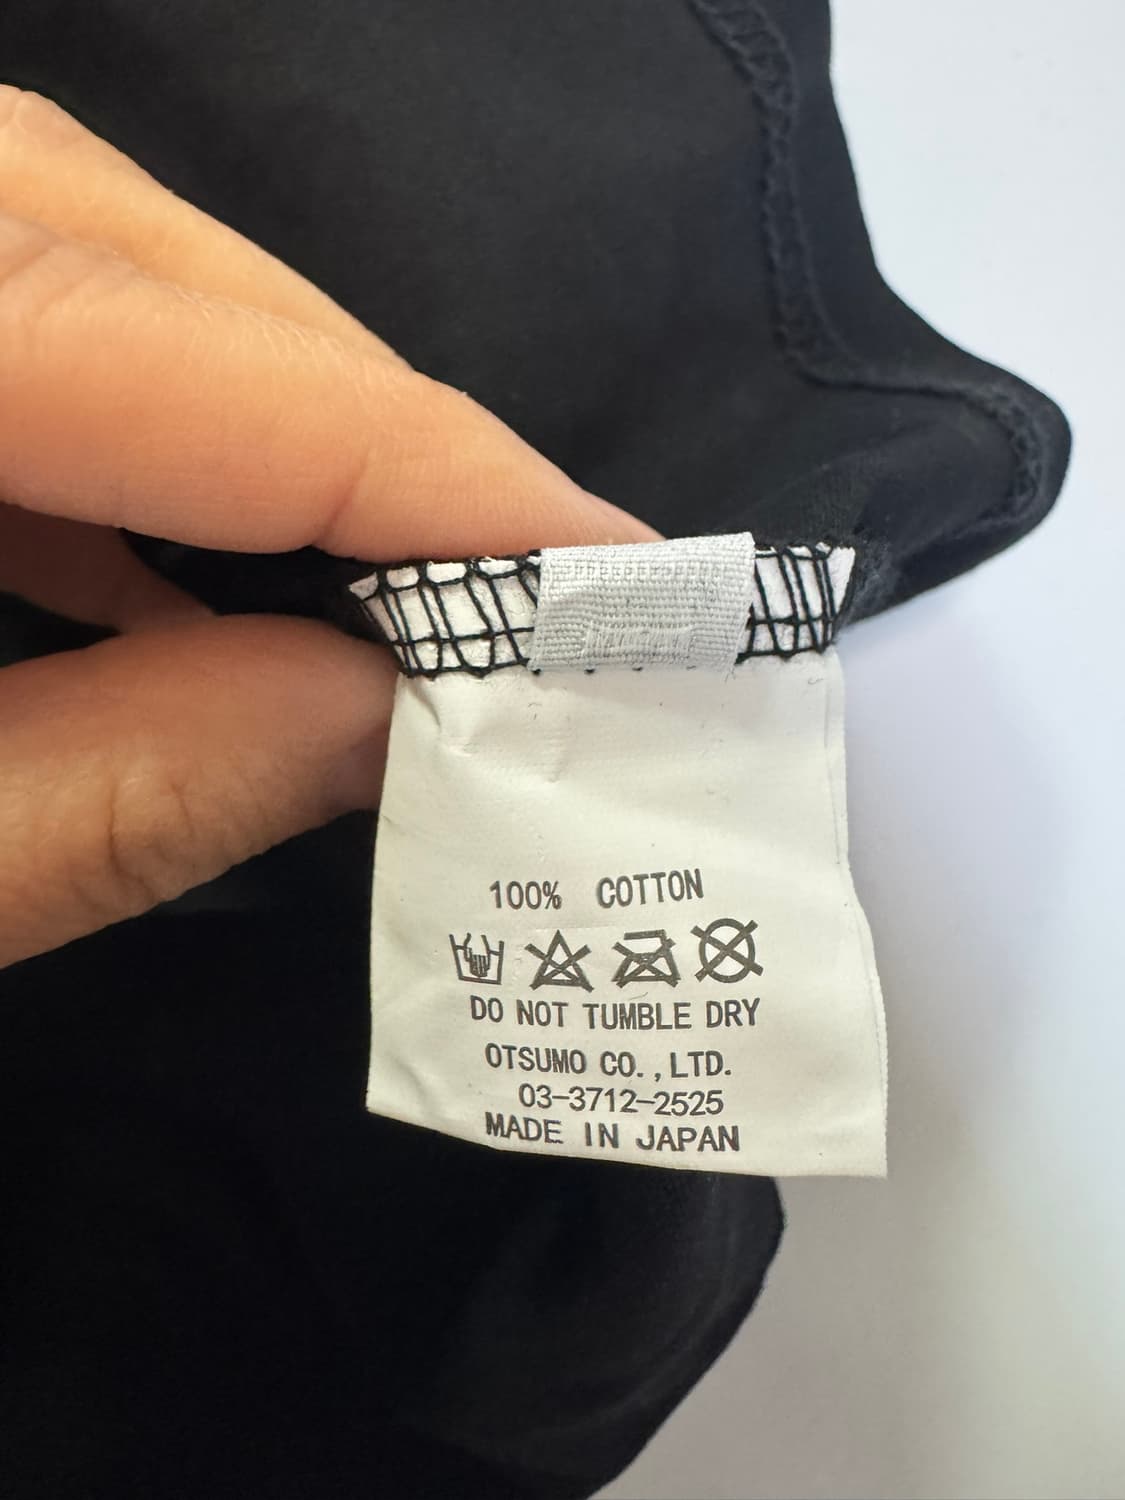 100% COTTON
DO NOT TUMBLE DRY
OTSUMO CO., LTD.
03-3712-2525
MADE IN JAPAN